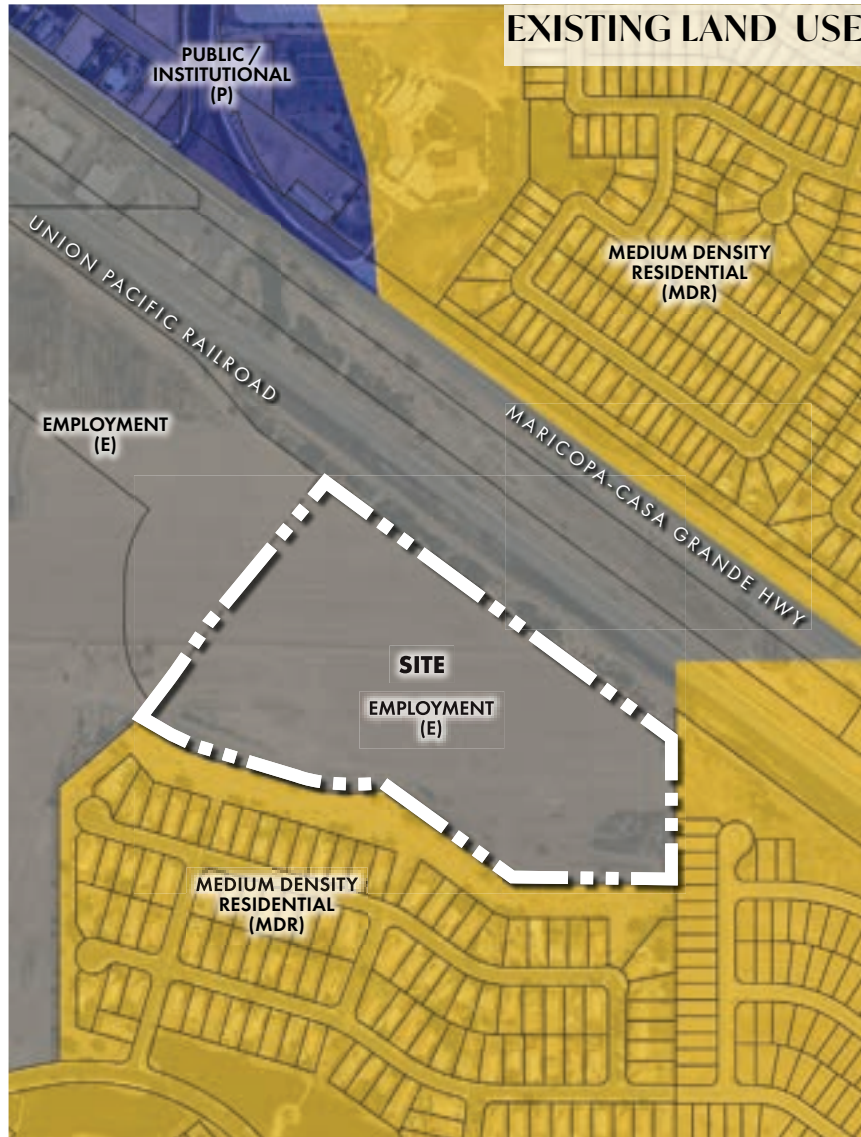 EXISTING LAND USE
PUBLIC /
INSTITUTIONAL
(P)
MEDIUM DENSITY
RESIDENTIAL
(MDR)
UNION PACIFIC RAILROAD
MARICOPA-CASA GRANDE HWY
EMPLOYMENT
(E)
SITE
EMPLOYMENT
(E)
MEDIUM DENSITY
RESIDENTIAL
(MDR)